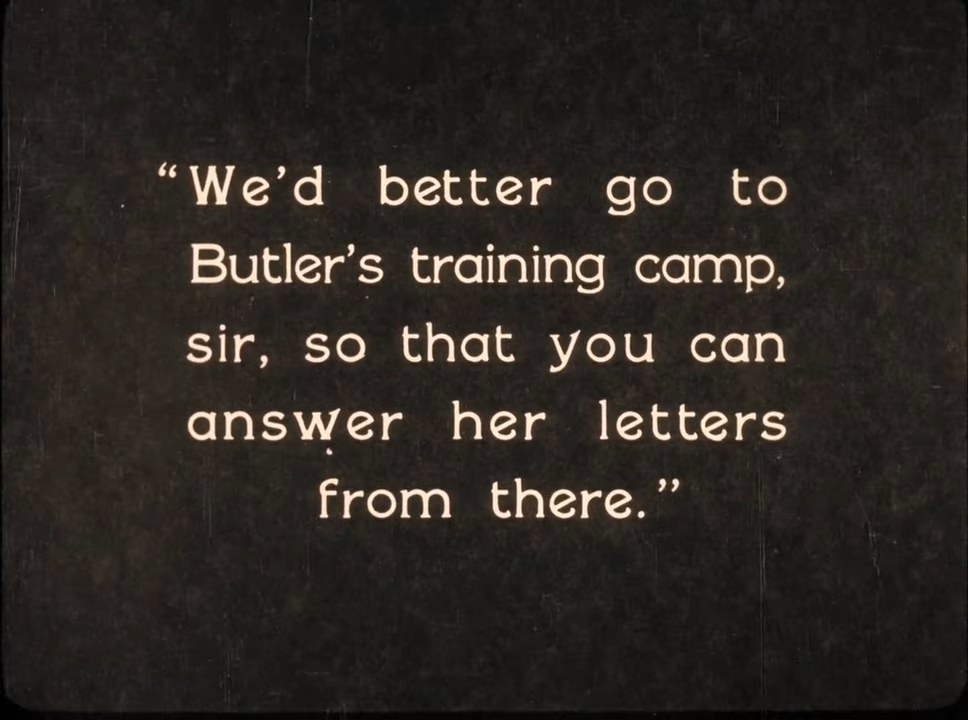 “We’d better go to
Butler’s training camp,
sir, so that you can
answer her letters
from there.”